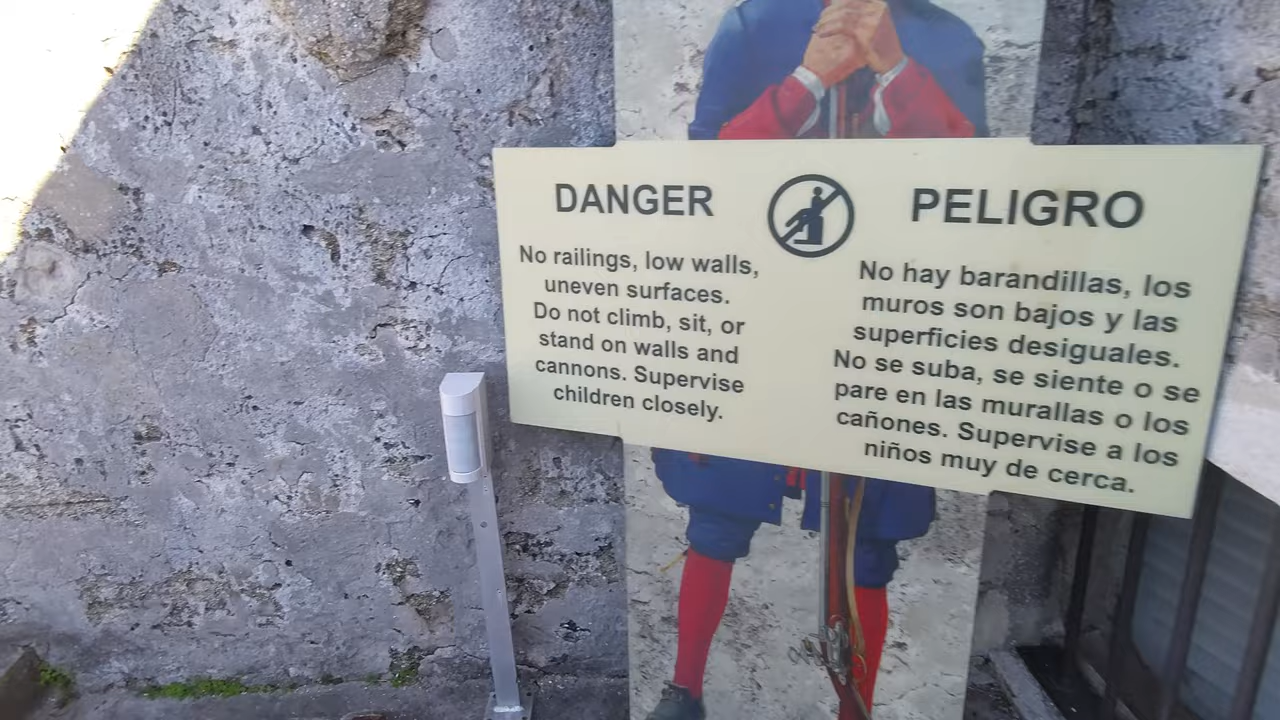 DANGER
No railings, low walls,
uneven surfaces.
Do not climb, sit, or
stand on walls and
cannons. Supervise
children closely.
PELIGRO
No hay barandillas, los
muros son bajos y las
superficies desiguales.
No se suba, se siente o se
pare en las murallas o los
cañones. Supervise a los
niños muy de cerca.